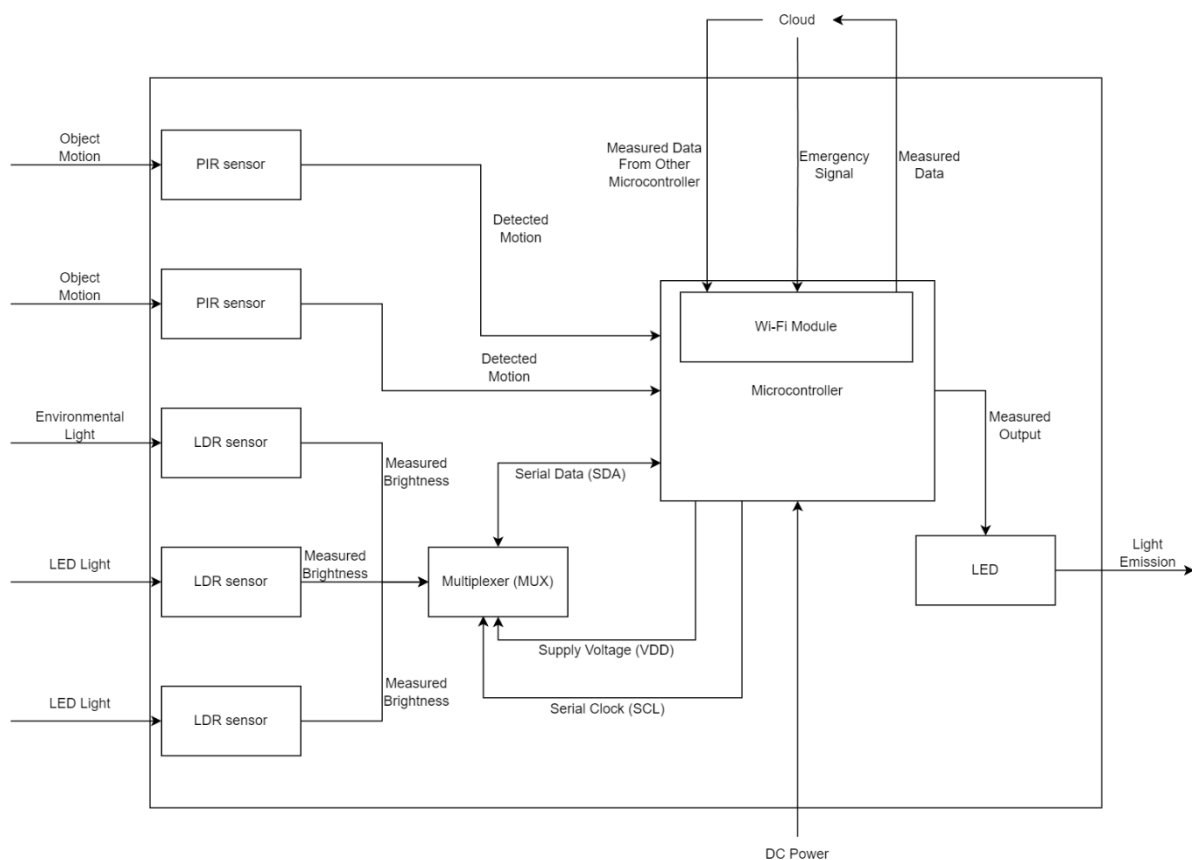 Cloud
Object
Motion
PIR sensor
Measured Data
From Other
Microcontroller
Emergency
Signal
Measured
Data
Detected
Motion
Object
Motion
PIR sensor
Wi-Fi Module
Detected
Motion
Microcontroller
Environmental
Light
LDR sensor
Measured
Brightness
Measured
Output
Serial Data (SDA)
LED Light
LDR sensor
Measured
Brightness
Multiplexer (MUX)
LED
Light
Emission
Supply Voltage (VDD)
LED Light
LDR sensor
Measured
Brightness
Serial Clock (SCL)
DC Power